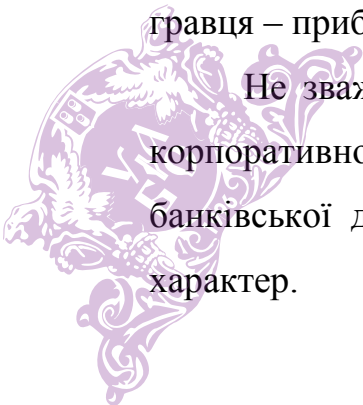 гравця – приб
Не зваж
корпоративно
банківської д
характер.